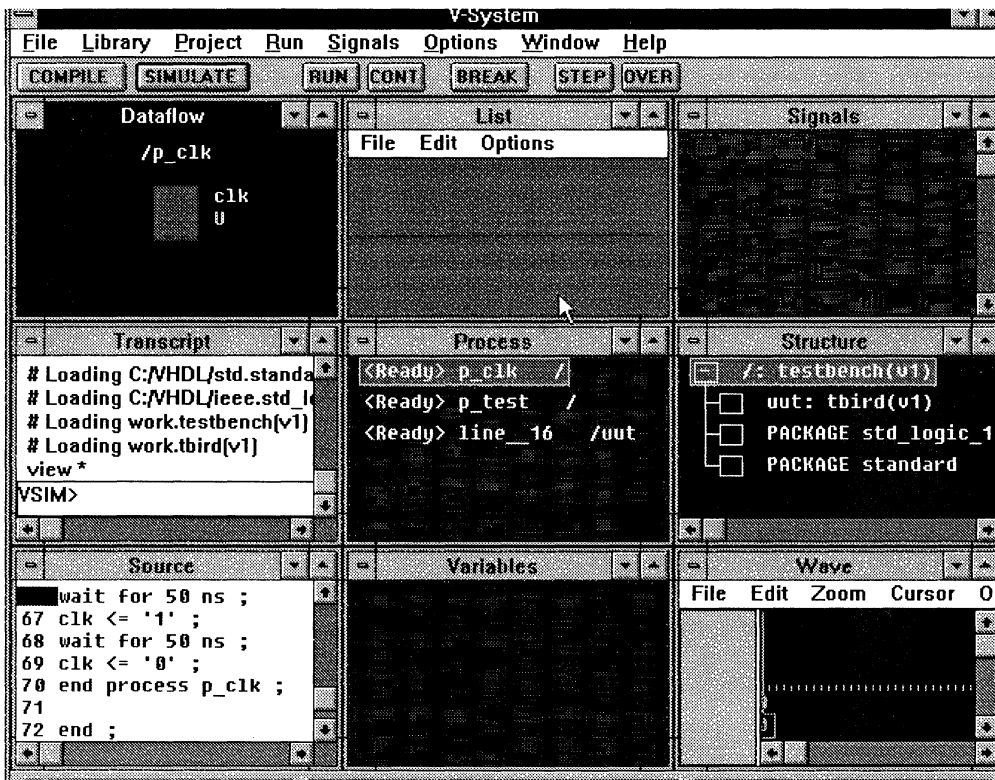 V-System
File Library Project Run Signals Options Window Help
COMPILE SIMULATE RUN CONT BREAK STEP OVER
Dataflow
/p_clk
clk
U
List
File Edit Options
Signals
Transcript
# Loading C:/VHDL/std.standa
# Loading C:/VHDL/ieee.std_l
# Loading work.testbench(v1)
# Loading work.tbird(v1)
view *
VSIM>
Process
<Ready> p_clk /
<Ready> p_test /
<Ready> line__16 /uut
Structure
/: testbench(v1)
uut: tbird(v1)
PACKAGE std_logic_1
PACKAGE standard
Source
wait for 50 ns ;
67 clk <= '1' ;
68 wait for 50 ns ;
69 clk <= '0' ;
70 end process p_clk ;
71
72 end ;
Variables
Wave
File Edit Zoom Cursor O